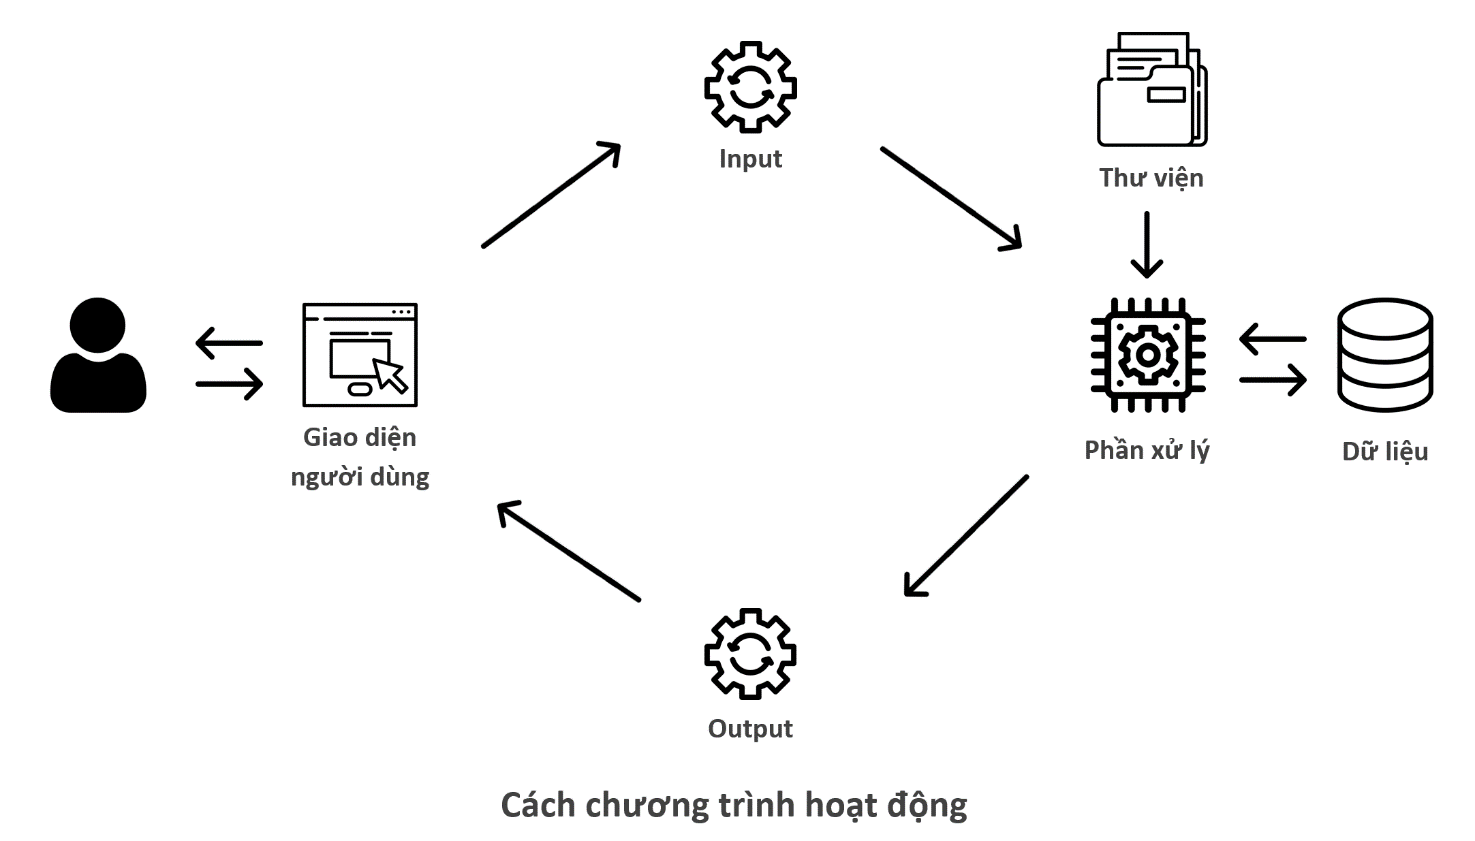 Input
Thư viện
Giao diện
người dùng
Phần xử lý
Dữ liệu
Output
Cách chương trình hoạt động